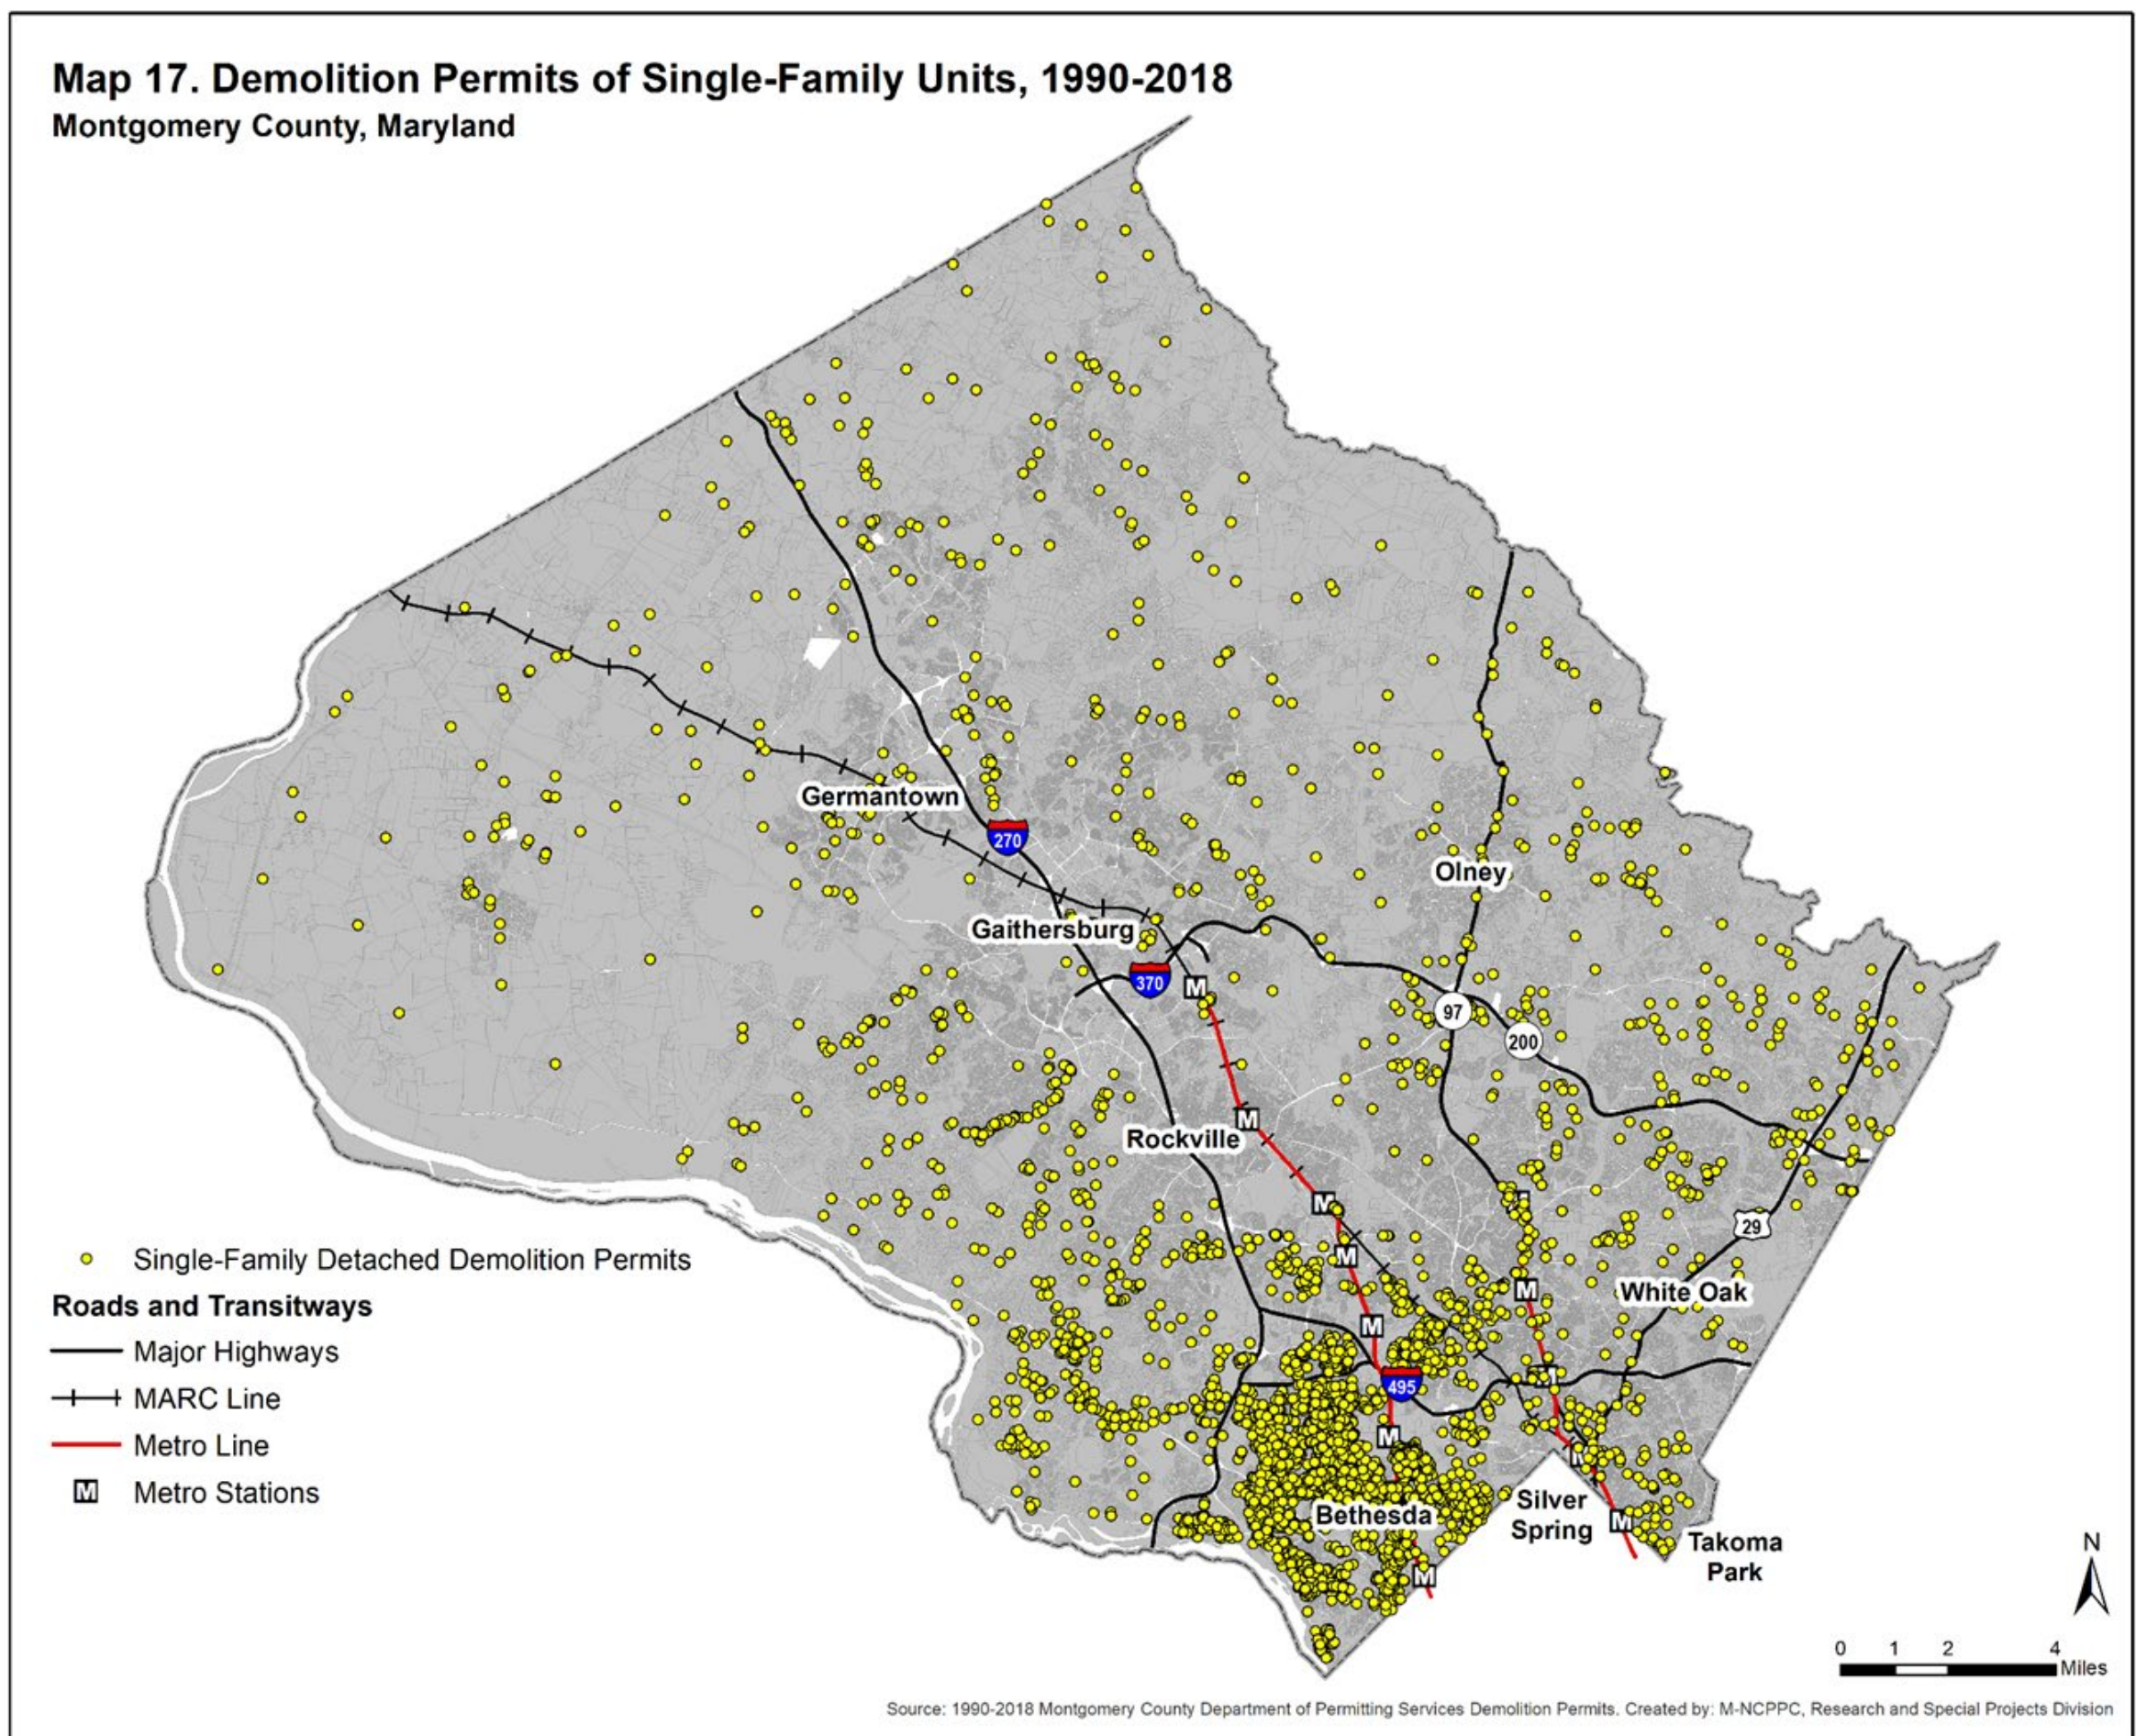 Map 17. Demolition Permits of Single-Family Units, 1990-2018
Montgomery County, Maryland
Germantown
270
Olney
Gaithersburg
370
M
97
200
M
Rockville
M
M
29
M
M
White Oak
M
M
495
M
M
Bethesda
Silver
Spring
M
Takoma
Park
M
Single-Family Detached Demolition Permits
Roads and Transitways
Major Highways
MARC Line
Metro Line
M Metro Stations
N
0 1 2 4
Miles
Source: 1990-2018 Montgomery County Department of Permitting Services Demolition Permits. Created by: M-NCPPC, Research and Special Projects Division